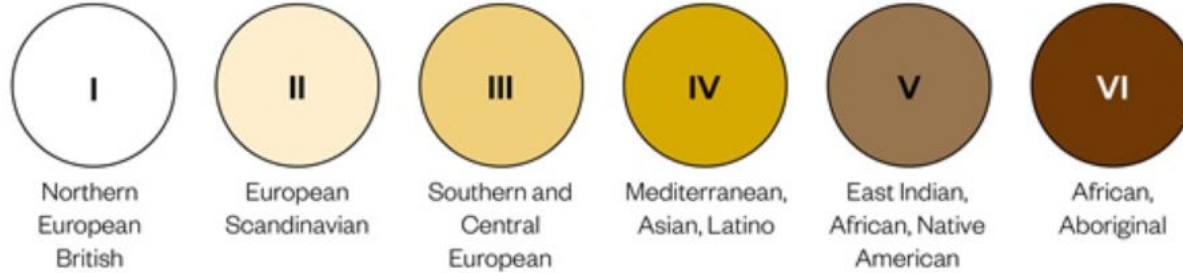 I
II
III
IV
V
VI
Northern
European
British
European
Scandinavian
Southern and
Central
European
Mediterranean,
Asian, Latino
East Indian,
African, Native
American
African,
Aboriginal